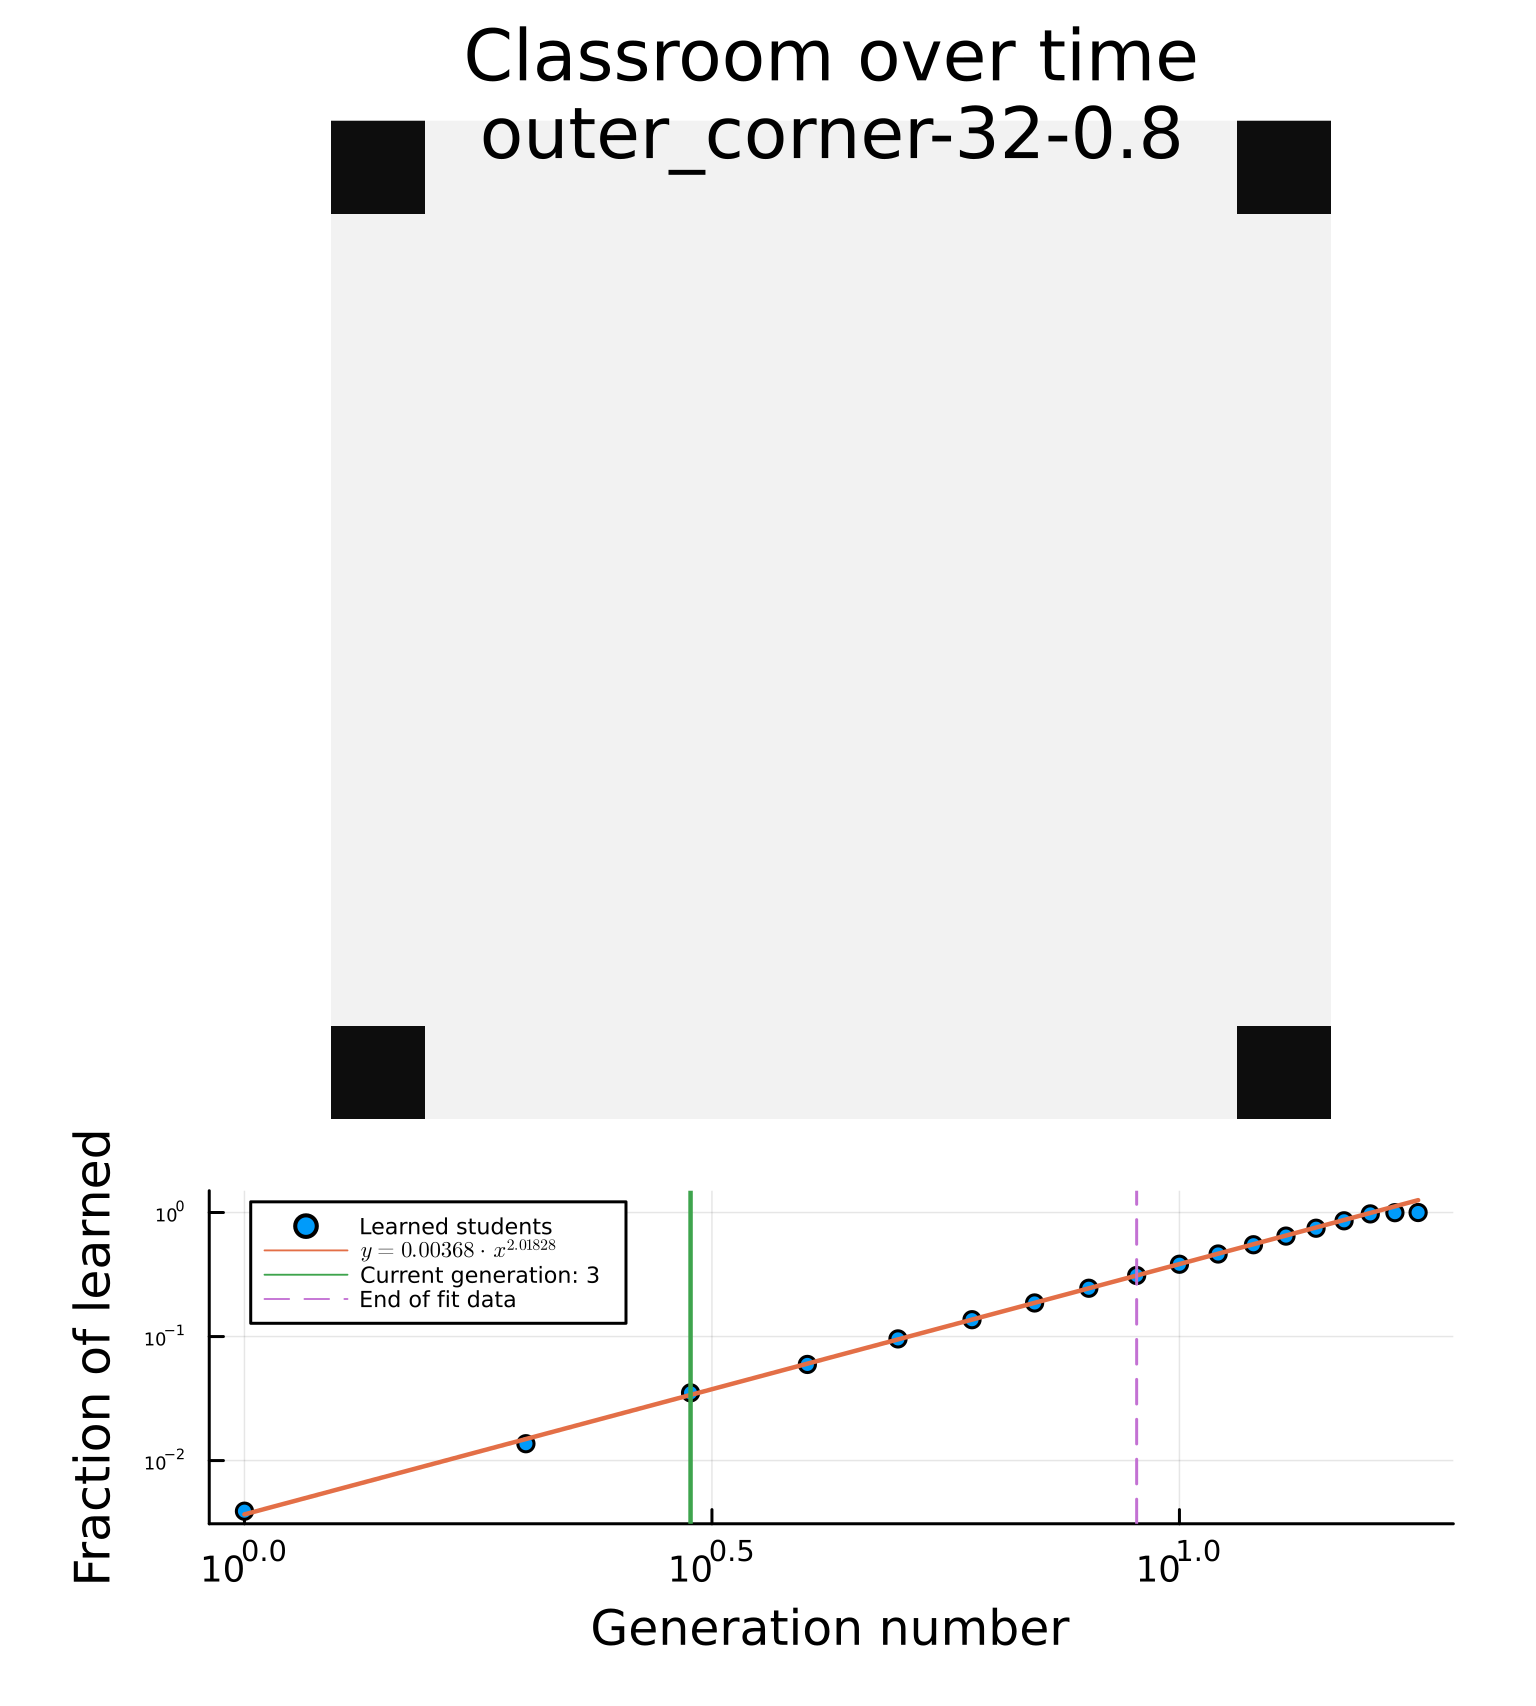 Classroom over time
outer_corner-32-0.8
Fraction of learned
10⁰
10⁻¹
10⁻²
Learned students
y = 0.00368 · x^2.01828
Current generation: 3
End of fit data
10^0.0
10^0.5
10^1.0
Generation number